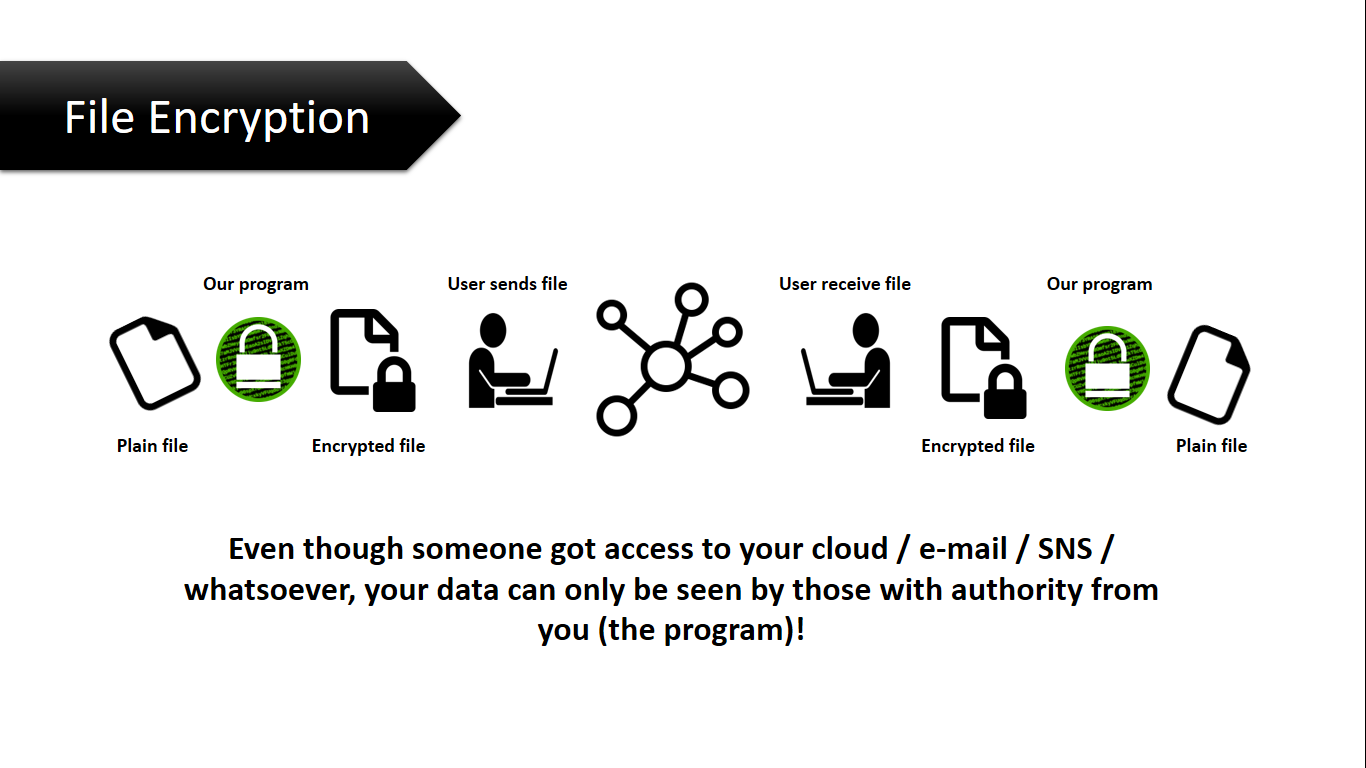 File Encryption
Our program
User sends file
User receive file
Our program
Plain file
Encrypted file
Encrypted file
Plain file
Even though someone got access to your cloud / e-mail / SNS /
whatsoever, your data can only be seen by those with authority from
you (the program)!